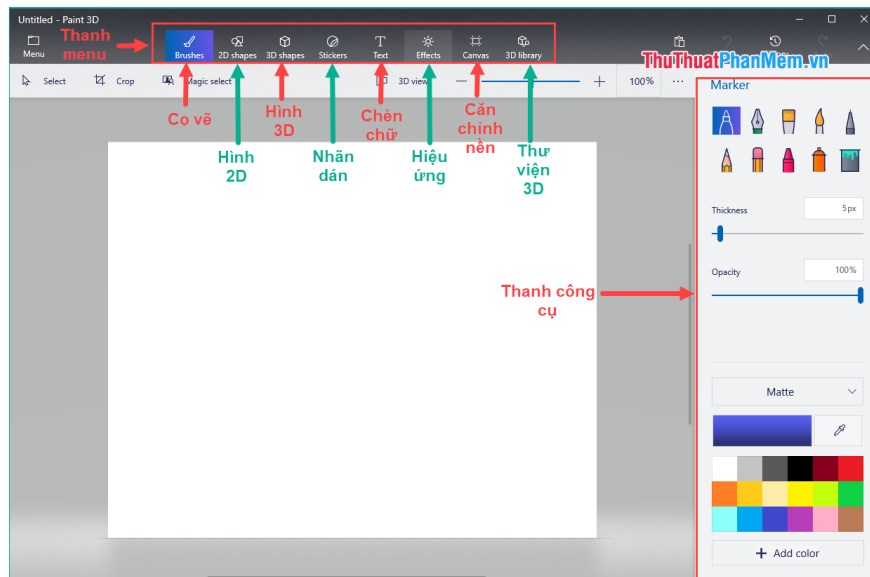 Untitled - Paint 3D
Thanh menu
Menu
Brushes
2D shapes
3D shapes
Stickers
Text
Effects
Canvas
3D library
ThuThuatPhanMem.vn
Select
Crop
Magic select
3D view
100%
Marker
Cọ vẽ
Hình
3D
Chèn
chữ
Căn
chỉnh
nền
Hình
2D
Nhãn
dán
Hiệu
ứng
Thư
viện
3D
Thickness
5px
Opacity
100%
Thanh công
cụ
Matte
+ Add color